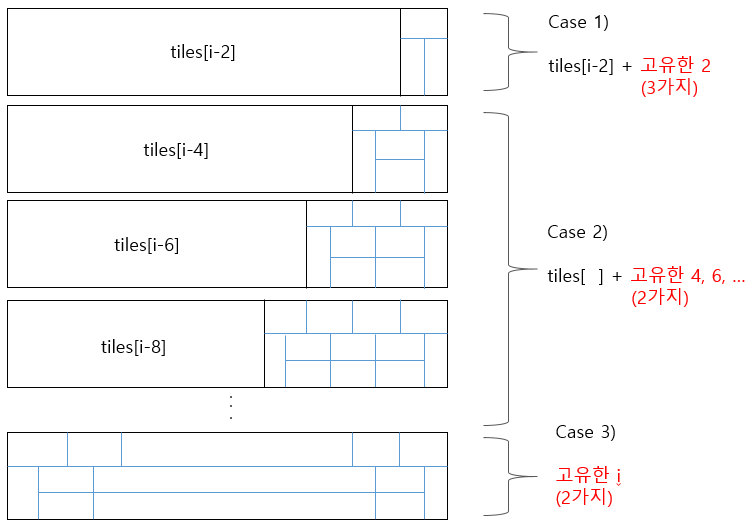 Case 1)
tiles[i-2]
tiles[i-2] + 고유한 2
(3가지)
tiles[i-4]
Case 2)
tiles[i-6]
tiles[  ] + 고유한 4, 6, ...
(2가지)
tiles[i-8]
Case 3)
고유한 i
(2가지)